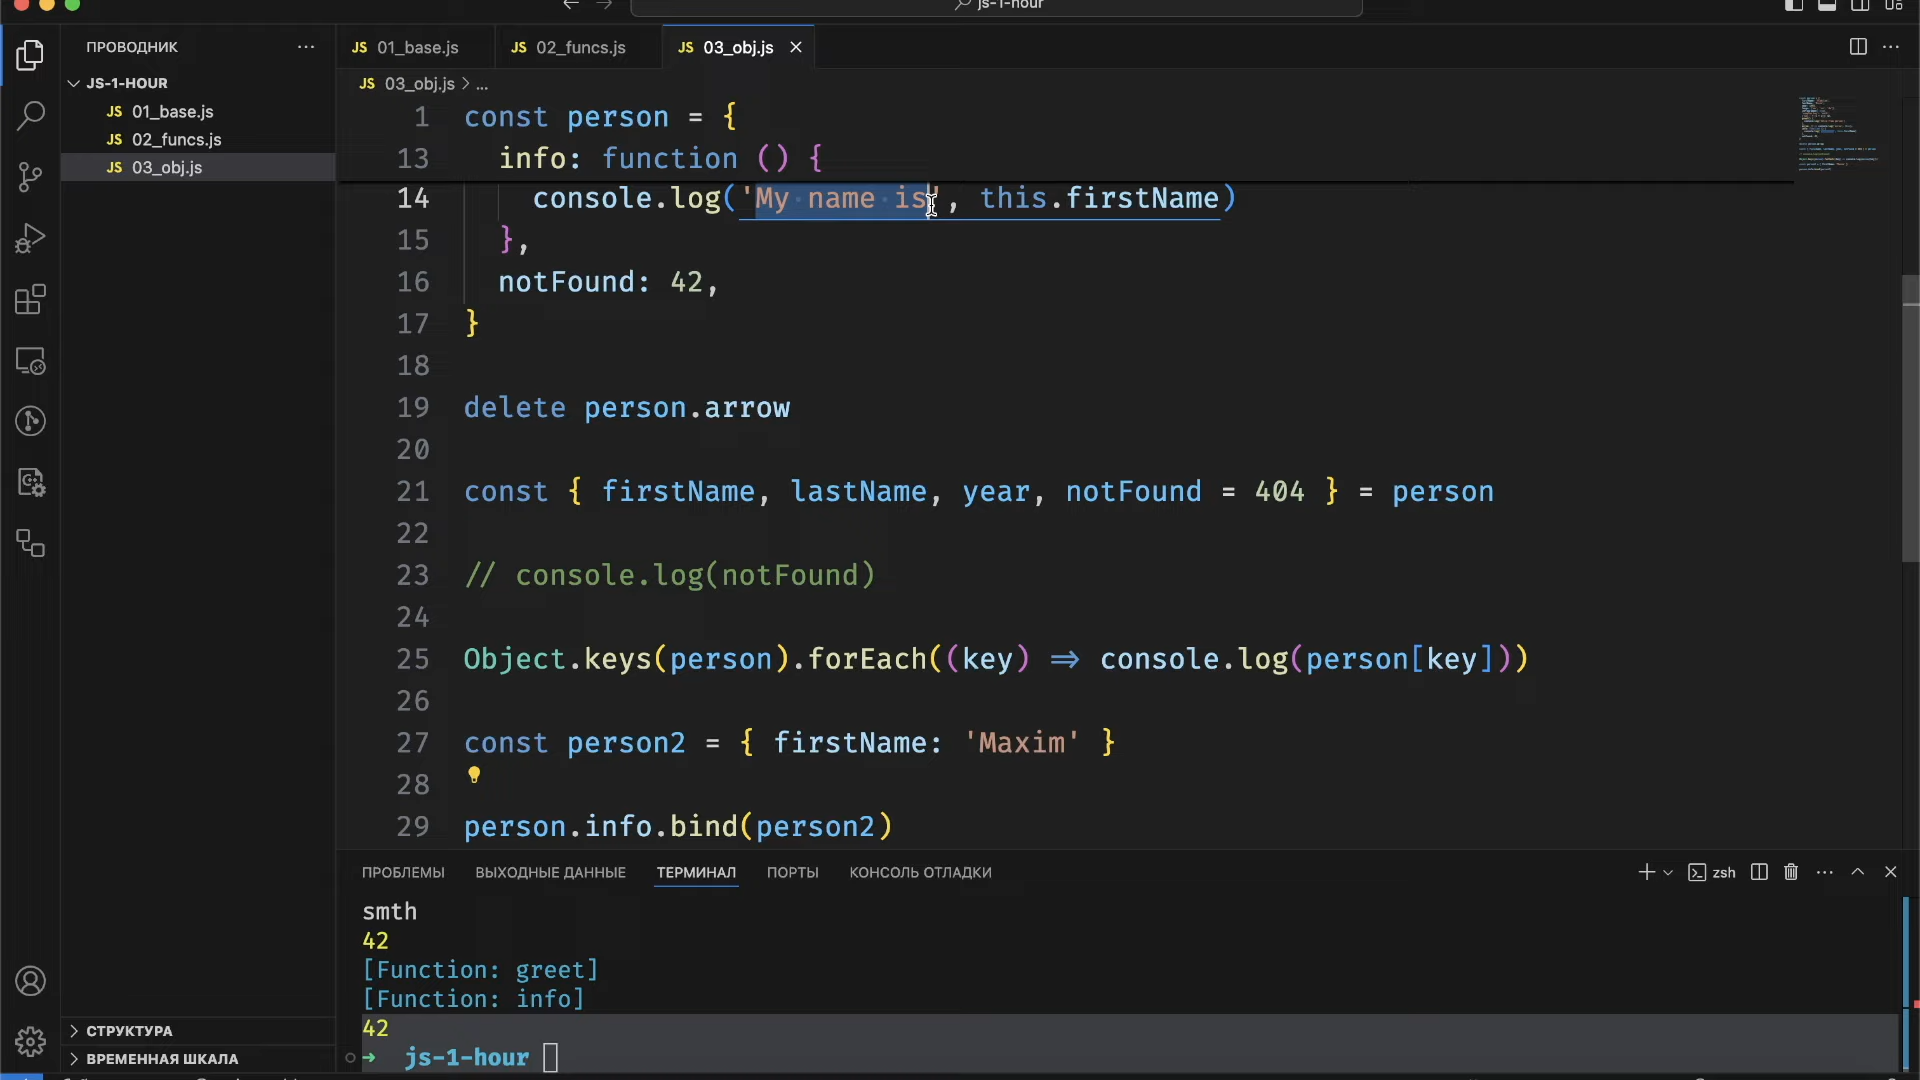 js-1-hour
ПРОВОДНИК
JS 01_base.js
JS 02_funcs.js
JS 03_obj.js
JS-1-HOUR
JS 01_base.js
JS 02_funcs.js
JS 03_obj.js
JS 03_obj.js > ...
1 const person = {
13 info: function () {
14 console.log('My name is', this.firstName)
15 },
16 notFound: 42,
17 }
18
19 delete person.arrow
20
21 const { firstName, lastName, year, notFound = 404 } = person
22
23 // console.log(notFound)
24
25 Object.keys(person).forEach((key) => console.log(person[key]))
26
27 const person2 = { firstName: 'Maxim' }
28
29 person.info.bind(person2)
ПРОБЛЕМЫ ВЫХОДНЫЕ ДАННЫЕ ТЕРМИНАЛ ПОРТЫ КОНСОЛЬ ОТЛАДКИ
zsh
smth
42
[Function: greet]
[Function: info]
42
➜ js-1-hour
СТРУКТУРА
ВРЕМЕННАЯ ШКАЛА